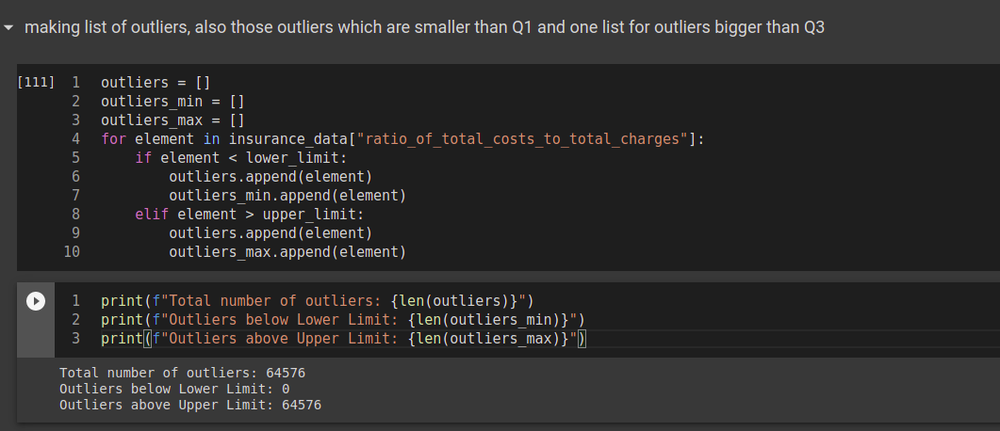 making list of outliers, also those outliers which are smaller than Q1 and one list for outliers bigger than Q3
[111] 1 outliers = []
2 outliers_min = []
3 outliers_max = []
4 for element in insurance_data["ratio_of_total_costs_to_total_charges"]:
5 if element < lower_limit:
6 outliers.append(element)
7 outliers_min.append(element)
8 elif element > upper_limit:
9 outliers.append(element)
10 outliers_max.append(element)
1 print(f"Total number of outliers: {len(outliers)}")
2 print(f"Outliers below Lower Limit: {len(outliers_min)}")
3 print(f"Outliers above Upper Limit: {len(outliers_max)}")
Total number of outliers: 64576
Outliers below Lower Limit: 0
Outliers above Upper Limit: 64576